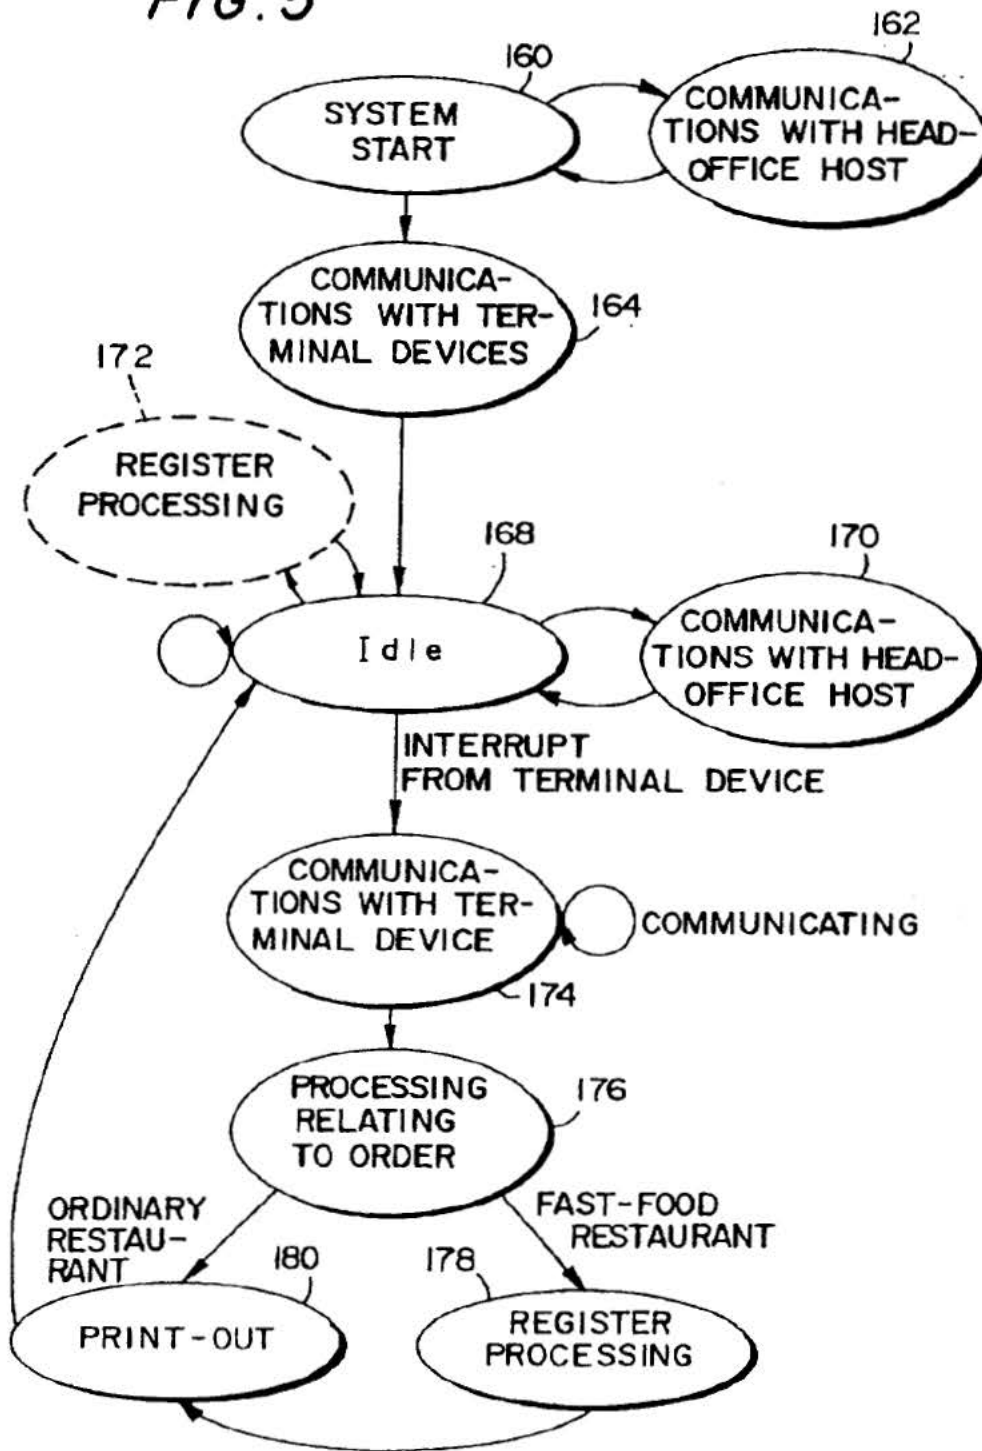 FIG. 5
162
160
SYSTEM
START
COMMUNICA-
TIONS WITH HEAD-
OFFICE HOST
COMMUNICA-
TIONS WITH TER-
MINAL DEVICES
164
172
REGISTER
PROCESSING
168
170
Idle
COMMUNICA-
TIONS WITH HEAD-
OFFICE HOST
INTERRUPT
FROM TERMINAL DEVICE
COMMUNICA-
TIONS WITH TER-
MINAL DEVICE
COMMUNICATING
174
PROCESSING
RELATING
TO ORDER
176
ORDINARY
RESTAU-
RANT
FAST-FOOD
RESTAURANT
180
178
PRINT-OUT
REGISTER
PROCESSING